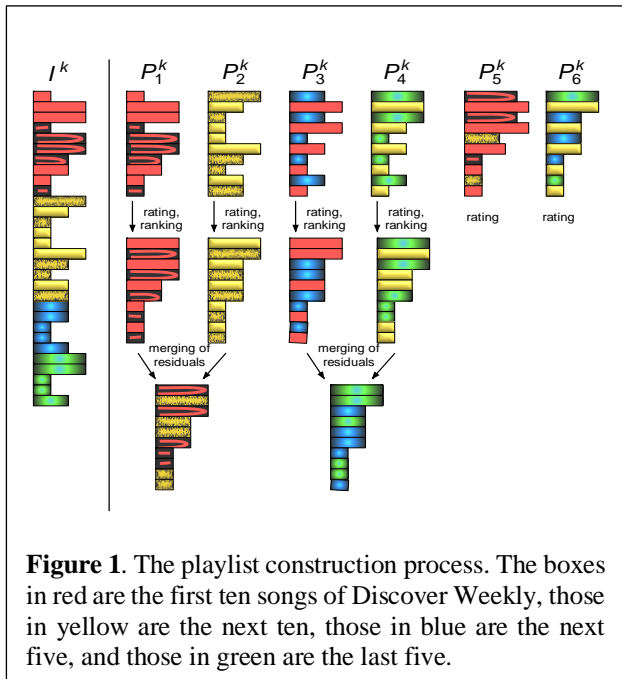 I^k P_1^k P_2^k P_3^k P_4^k P_5^k P_6^k
rating, rating, rating, rating, rating rating
ranking ranking ranking ranking
merging of merging of
residuals residuals
Figure 1. The playlist construction process. The boxes
in red are the first ten songs of Discover Weekly, those
in yellow are the next ten, those in blue are the next
five, and those in green are the last five.